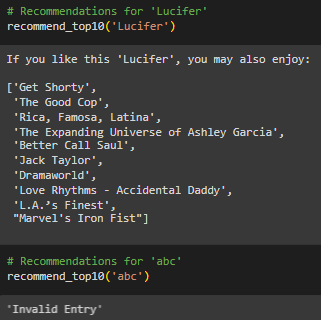 # Recommendations for 'Lucifer'
recommend_top10('Lucifer')
If you like this 'Lucifer', you may also enjoy:
['Get Shorty',
'The Good Cop',
'Rica, Famosa, Latina',
'The Expanding Universe of Ashley Garcia',
'Better Call Saul',
'Jack Taylor',
'Dramaworld',
'Love Rhythms - Accidental Daddy',
'L.A.’s Finest',
"Marvel's Iron Fist"]
# Recommendations for 'abc'
recommend_top10('abc')
'Invalid Entry'